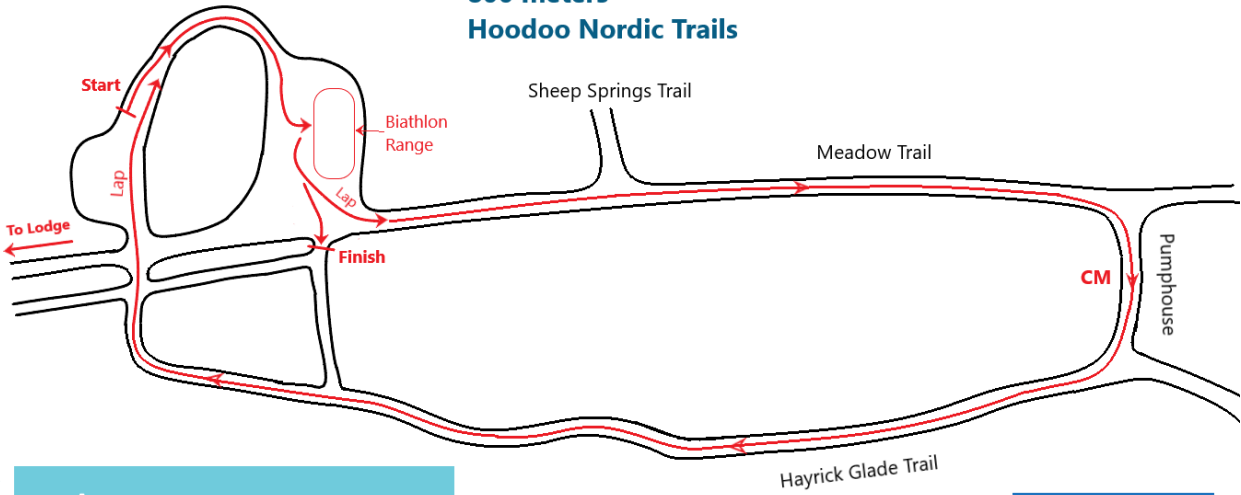 Hoodoo Nordic Trails
Sheep Springs Trail
Start
Biathlon
Range
Meadow Trail
Lap
Lap
To Lodge
Finish
CM
Pumphouse
Hayrick Glade Trail